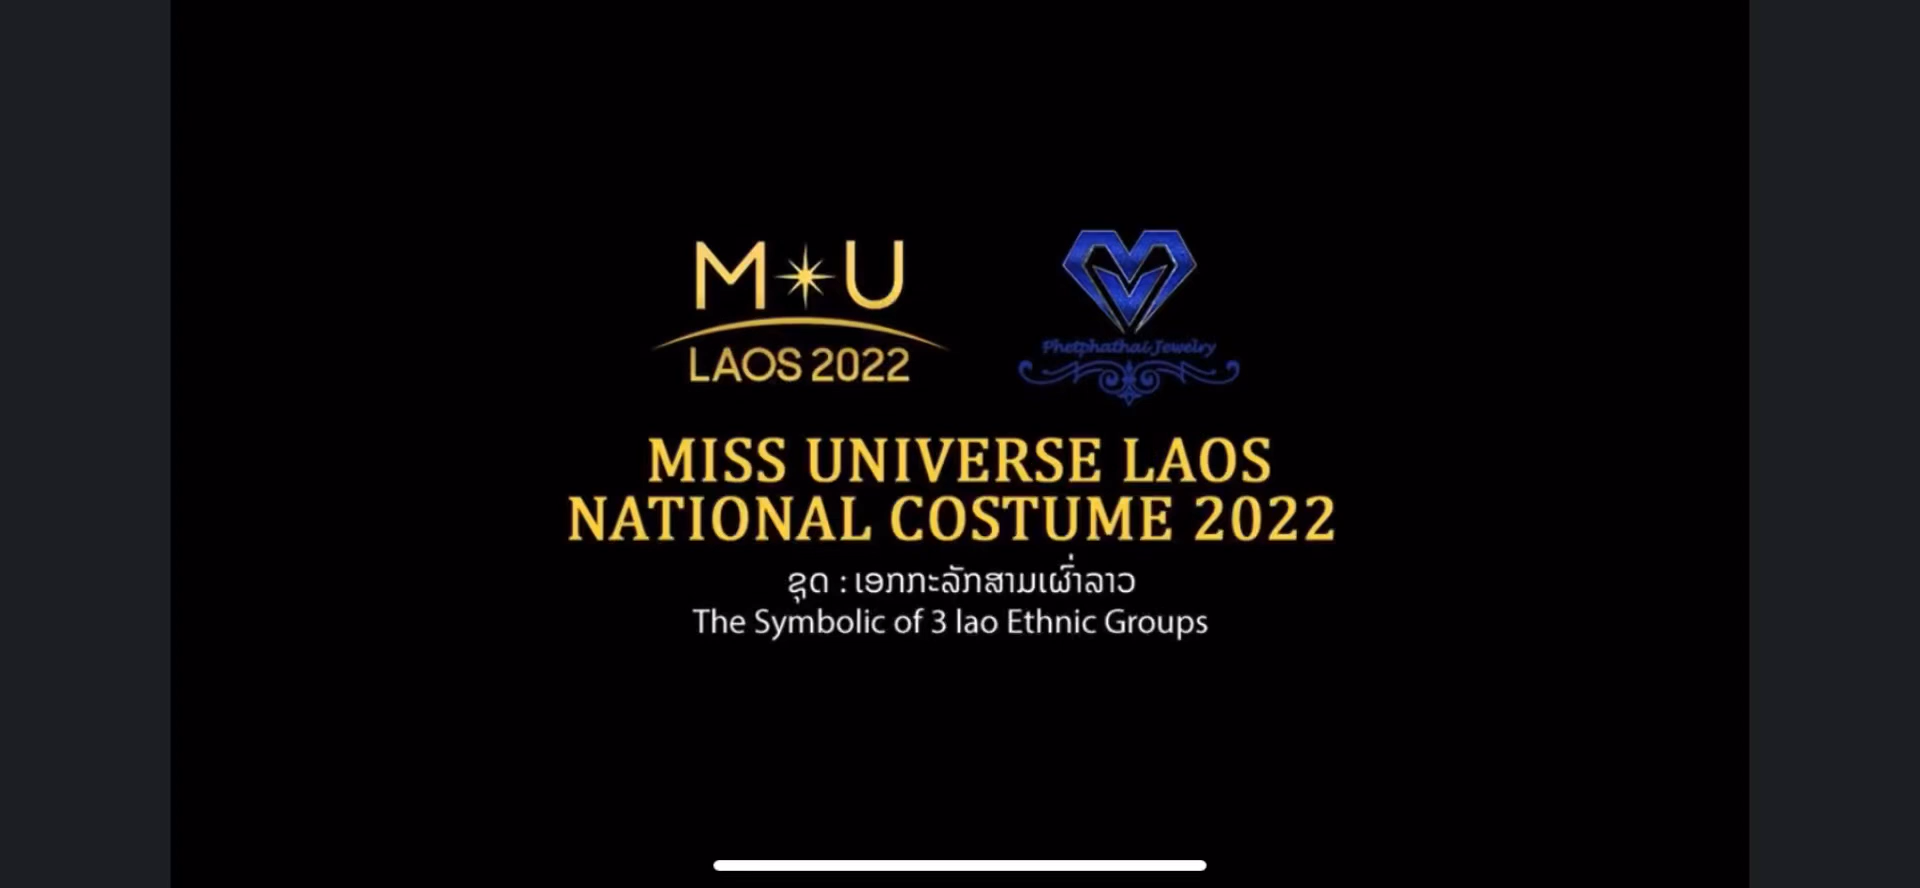 M U
LAOS 2022
Phetphathai Jewelry
MISS UNIVERSE LAOS
NATIONAL COSTUME 2022
ຊຸດ : ເອກກະລັກສາມເຜົ່າລາວ
The Symbolic of 3 lao Ethnic Groups